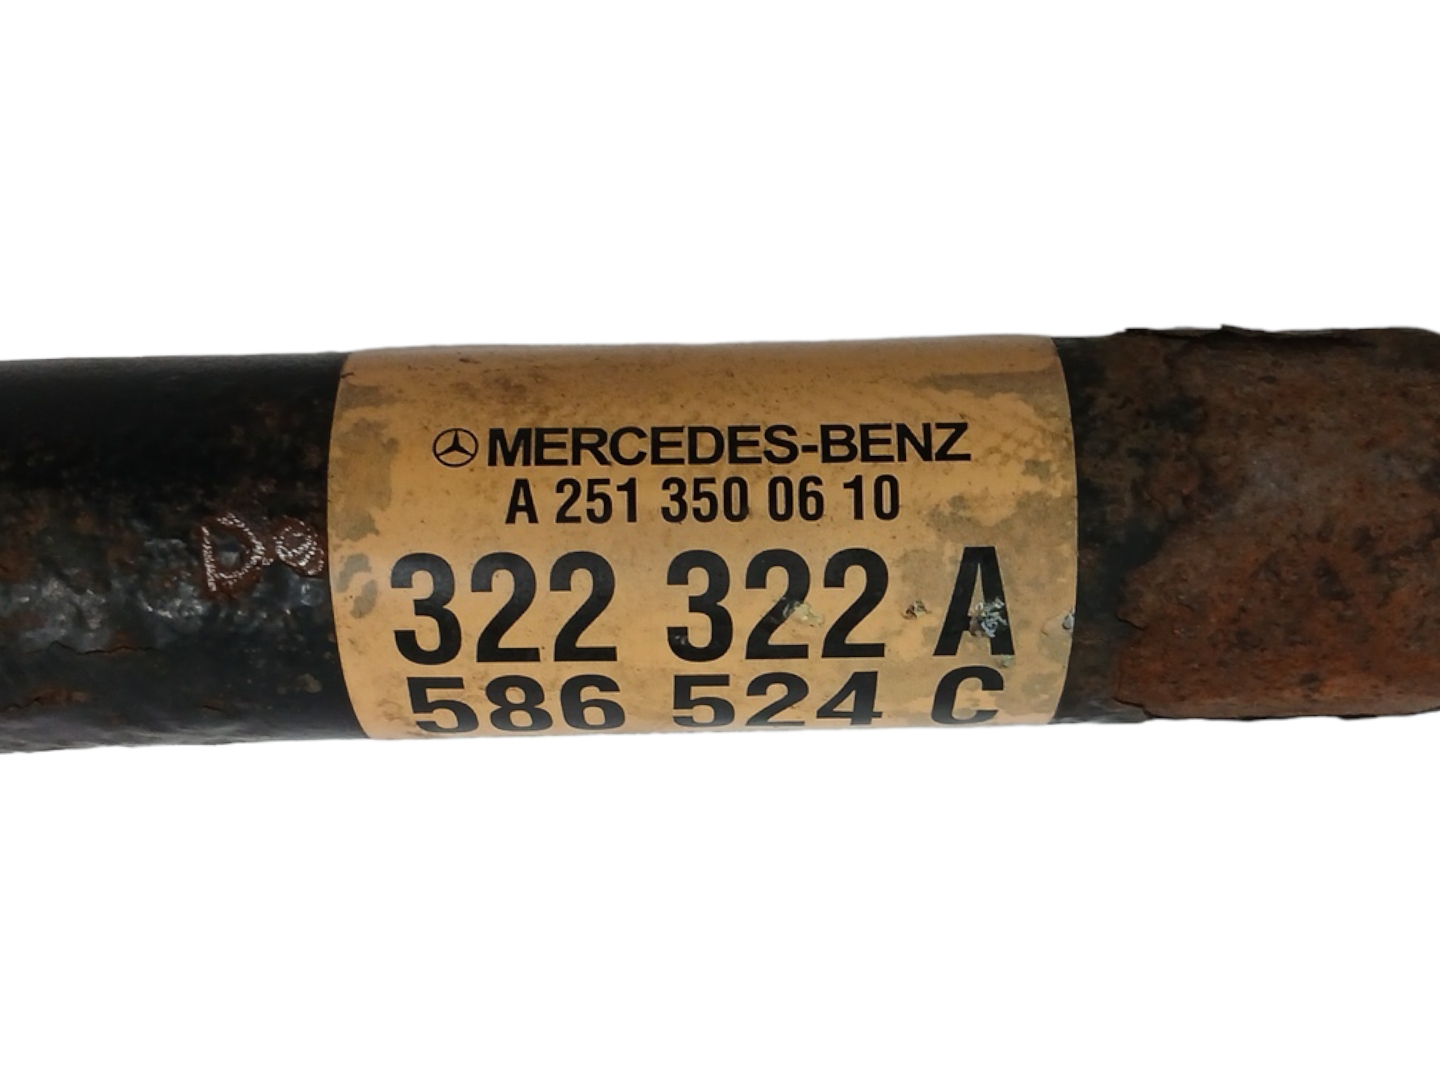 MERCEDES-BENZ
A 251 350 06 10
322 322 A
586 524 C